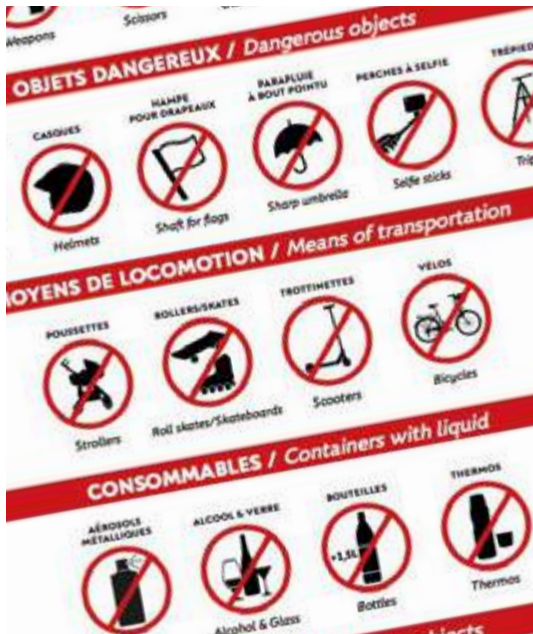 Weapons
Scissors
OBJETS DANGEREUX / Dangerous objects
CASQUES
HAMPE
POUR DRAPEAUX
PARAPLUIE
À BOUT POINTU
PERCHES À SELFIE
TRÉPIED
Helmets
Shaft for flags
Sharp umbrella
Selfie sticks
Trip
MOYENS DE LOCOMOTION / Means of transportation
POUSSETTES
ROLLERS/SKATES
TROTTINETTES
VÉLOS
Strollers
Roll skates/Skateboards
Scooters
Bicycles
CONSOMMABLES / Containers with liquid
AÉROSOLS
MÉTALLIQUES
ALCOOL & VERRE
BOUTEILLES
THERMOS
+1,5L
Alcohol & Glass
Bottles
Thermos
objects